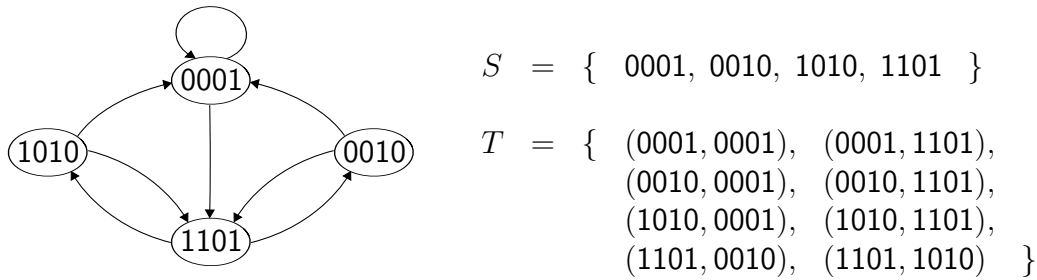 0001
1010
0010
1101
S = { 0001, 0010, 1010, 1101 }
T = { (0001, 0001), (0001, 1101),
(0010, 0001), (0010, 1101),
(1010, 0001), (1010, 1101),
(1101, 0010), (1101, 1010) }